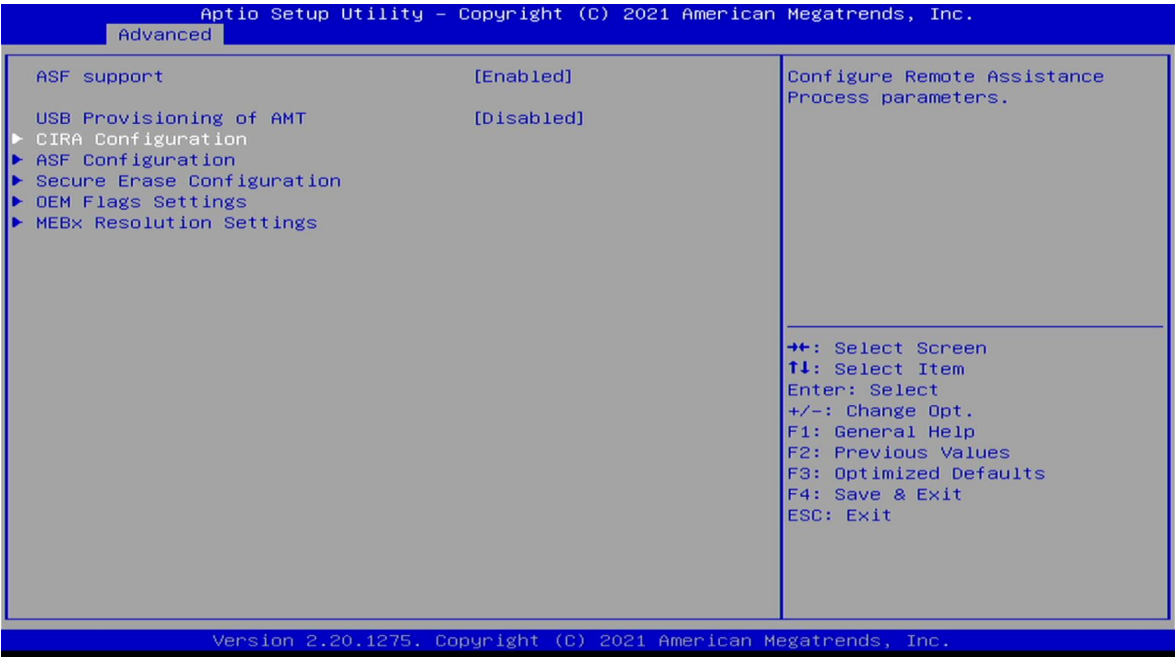 Aptio Setup Utility – Copyright (C) 2021 American Megatrends, Inc.
Advanced
ASF support [Enabled]
USB Provisioning of AMT [Disabled]
▶ CIRA Configuration
▶ ASF Configuration
▶ Secure Erase Configuration
▶ OEM Flags Settings
▶ MEBx Resolution Settings
Configure Remote Assistance
Process parameters.
→←: Select Screen
↑↓: Select Item
Enter: Select
+/-: Change Opt.
F1: General Help
F2: Previous Values
F3: Optimized Defaults
F4: Save & Exit
ESC: Exit
Version 2.20.1275. Copyright (C) 2021 American Megatrends, Inc.